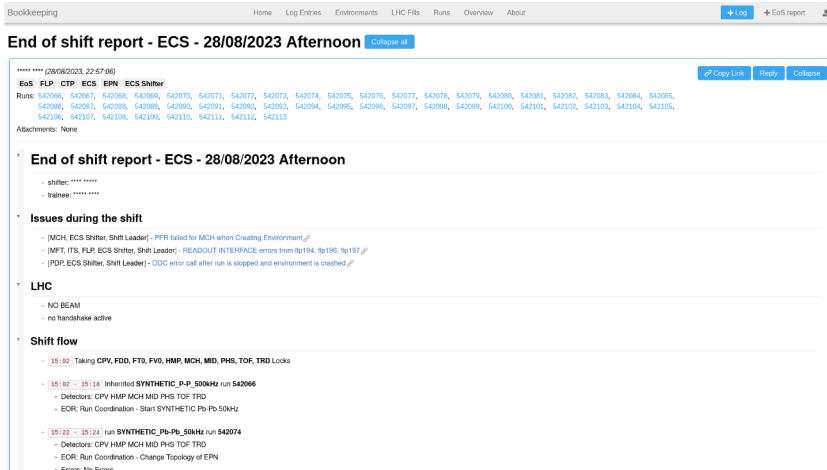 Bookkeeping Home Log Entries Environments LHC Fills Runs Overview About + Log + EoS report
End of shift report - ECS - 28/08/2023 Afternoon Collapse all
***** **** (28/08/2023, 22:57:06) Copy Link Reply Collapse
EoS FLP CTP ECS EPN ECS Shifter
Runs: 542066, 542067, 542068, 542069, 542070, 542071, 542072, 542073, 542074, 542075, 542076, 542077, 542078, 542079, 542080, 542081, 542082, 542083, 542084, 542085,
542086, 542087, 542088, 542089, 542090, 542091, 542092, 542093, 542094, 542095, 542096, 542097, 542098, 542099, 542100, 542101, 542102, 542103, 542104, 542105,
542106, 542107, 542108, 542109, 542110, 542111, 542112, 542113
Attachments: None
End of shift report - ECS - 28/08/2023 Afternoon
- shifter: **** *****
- trainee: ***** ****
Issues during the shift
- [MCH, ECS Shifter, Shift Leader] - PFR failed for MCH when Creating Environment
- [MFT, ITS, FLP, ECS Shifter, Shift Leader] - READOUT INTERFACE errors from flp194, flp196, flp197
- [PDP, ECS Shifter, Shift Leader] - ODC error call after run is stopped and environment is crashed
LHC
- NO BEAM
- no handshake active
Shift flow
- 15:02 Taking CPV, FDD, FT0, FV0, HMP, MCH, MID, PHS, TOF, TRD Locks
- 15:02 - 15:18 Inherited SYNTHETIC_P-P_500kHz run 542066
- Detectors: CPV HMP MCH MID PHS TOF TRD
- EOR: Run Coordination - Start SYNTHETIC Pb-Pb 50kHz
- 15:22 - 15:24 run SYNTHETIC_Pb-Pb_50kHz run 542074
- Detectors: CPV HMP MCH MID PHS TOF TRD
- EOR: Run Coordination - Change Topology of EPN
- Errors: No Errors